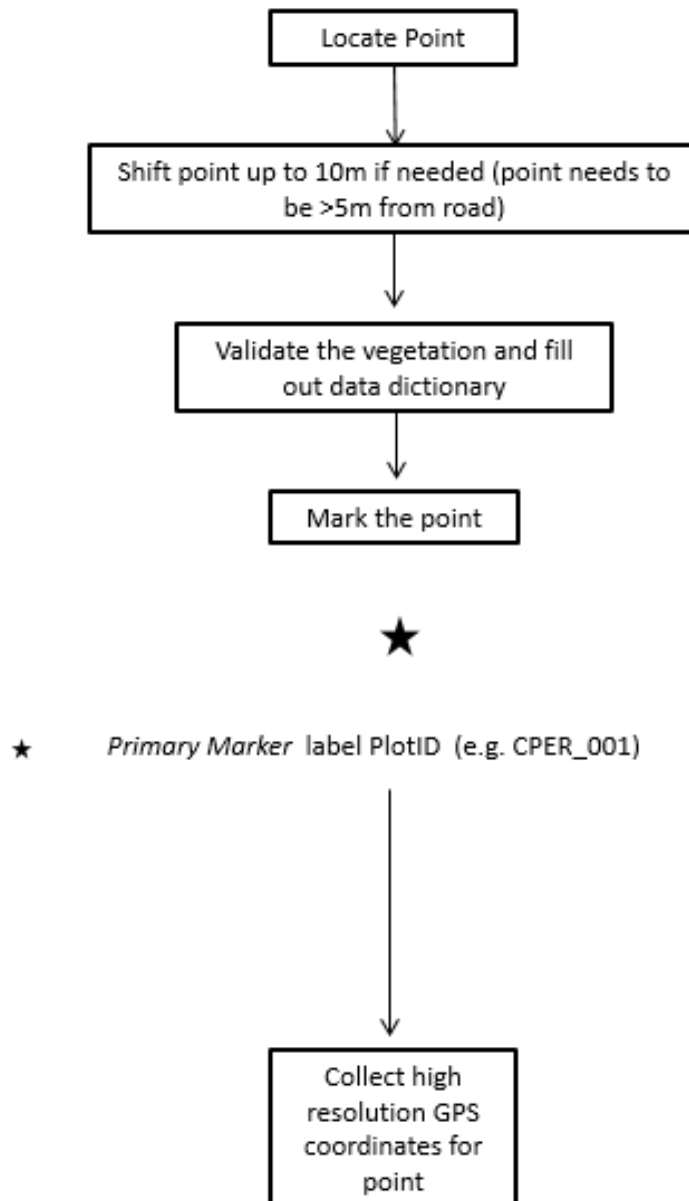 Locate Point
Shift point up to 10m if needed (point needs to
be >5m from road)
Validate the vegetation and fill
out data dictionary
Mark the point
Primary Marker label PlotID (e.g. CPER_001)
Collect high
resolution GPS
coordinates for
point